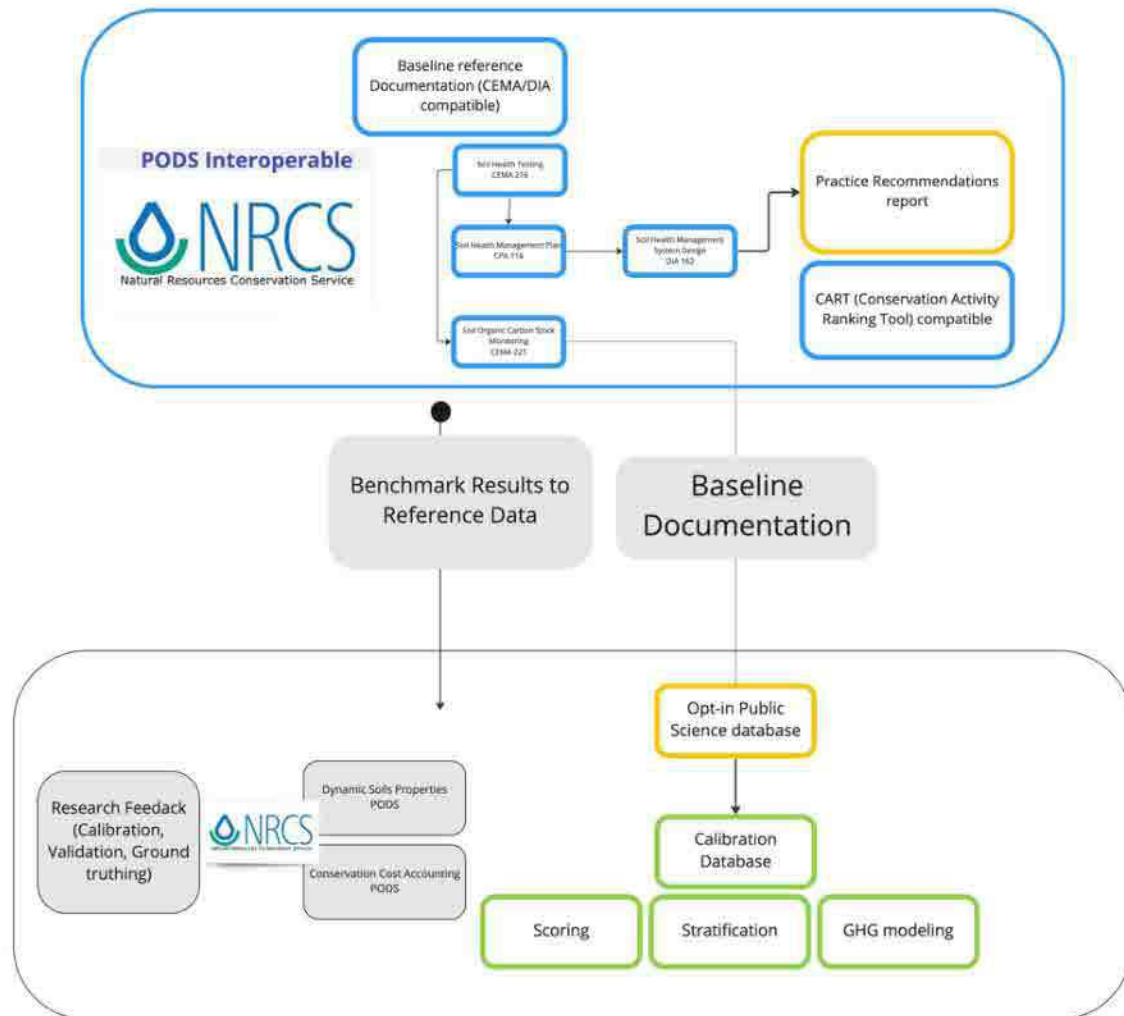 Baseline reference
Documentation (CEMA/DIA
compatible)
PODS Interoperable
NRCS
Natural Resources Conservation Service
Soil Health Testing
CEMA 216
Soil Health Management Plan
CPA 116
Soil Health Management
System Design
DIA 162
Practice Recommendations
report
CART (Conservation Activity
Ranking Tool) compatible
Soil Organic Carbon Stock
Monitoring
CEMA 221
Benchmark Results to
Reference Data
Baseline
Documentation
Opt-in Public
Science database
Research Feedack
(Calibration,
Validation, Ground
truthing)
NRCS
Dynamic Soils Properties
PODS
Conservation Cost Accounting
PODS
Calibration
Database
Scoring
Stratification
GHG modeling